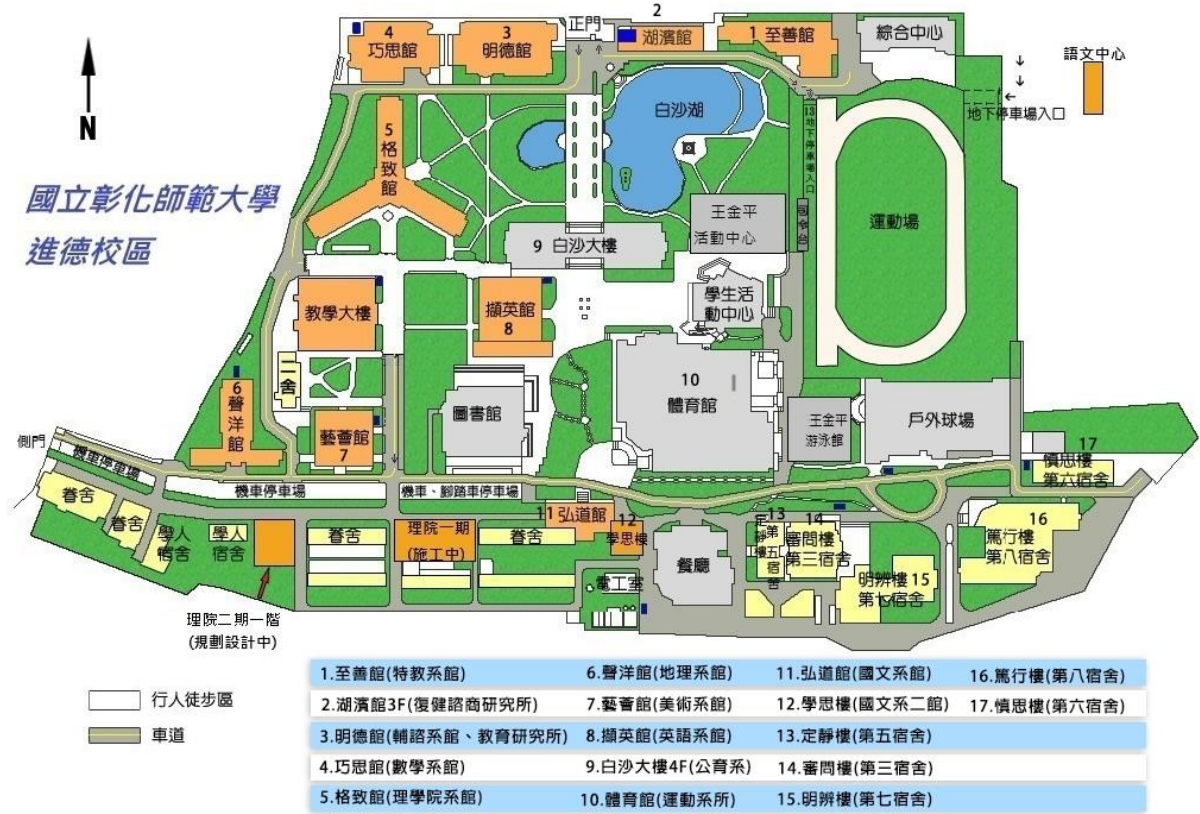 2
正門
4
巧思館
3
明德館
湖濱館
1 至善館
綜合中心
語文中心
地下停車場入口
N
5
格致館
白沙湖
13地下停車場入口
國立彰化師範大學
進德校區
運動場
王金平
活動中心
司令台
9 白沙大樓
學生活
動中心
教學大樓
擷英館
8
二舍
6
聲洋館
10
體育館
圖書館
藝薈館
7
王金平
游泳館
戶外球場
側門
機車停車場
機車停車場
機車、腳踏車停車場
17
慎思樓
第六宿舍
眷舍
眷舍
學人
宿舍
學人
宿舍
眷舍
理院一期
(施工中)
眷舍
11 弘道館
12
學思樓
餐廳
電工室
13
定靜樓
第五宿舍
14
審問樓
第三宿舍
明辨樓 15
第七宿舍
16
篤行樓
第八宿舍
理院二期一階
(規劃設計中)
行人徒步區
車道
1.至善館(特教系館)
2.湖濱館3F(復健諮商研究所)
3.明德館(輔諮系館、教育研究所)
4.巧思館(數學系館)
5.格致館(理學院系館)
6.聲洋館(地理系館)
7.藝薈館(美術系館)
8.擷英館(英語系館)
9.白沙大樓4F(公育系)
10.體育館(運動系所)
11.弘道館(國文系館)
12.學思樓(國文系二館)
13.定靜樓(第五宿舍)
14.審問樓(第三宿舍)
15.明辨樓(第七宿舍)
16.篤行樓(第八宿舍)
17.慎思樓(第六宿舍)